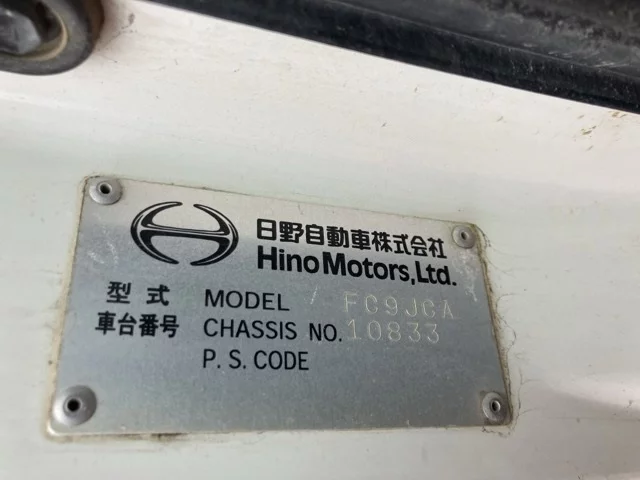 日野自動車株式会社
Hino Motors, Ltd.
型式 MODEL FC9JCA
車台番号 CHASSIS NO. 10833
P. S. CODE